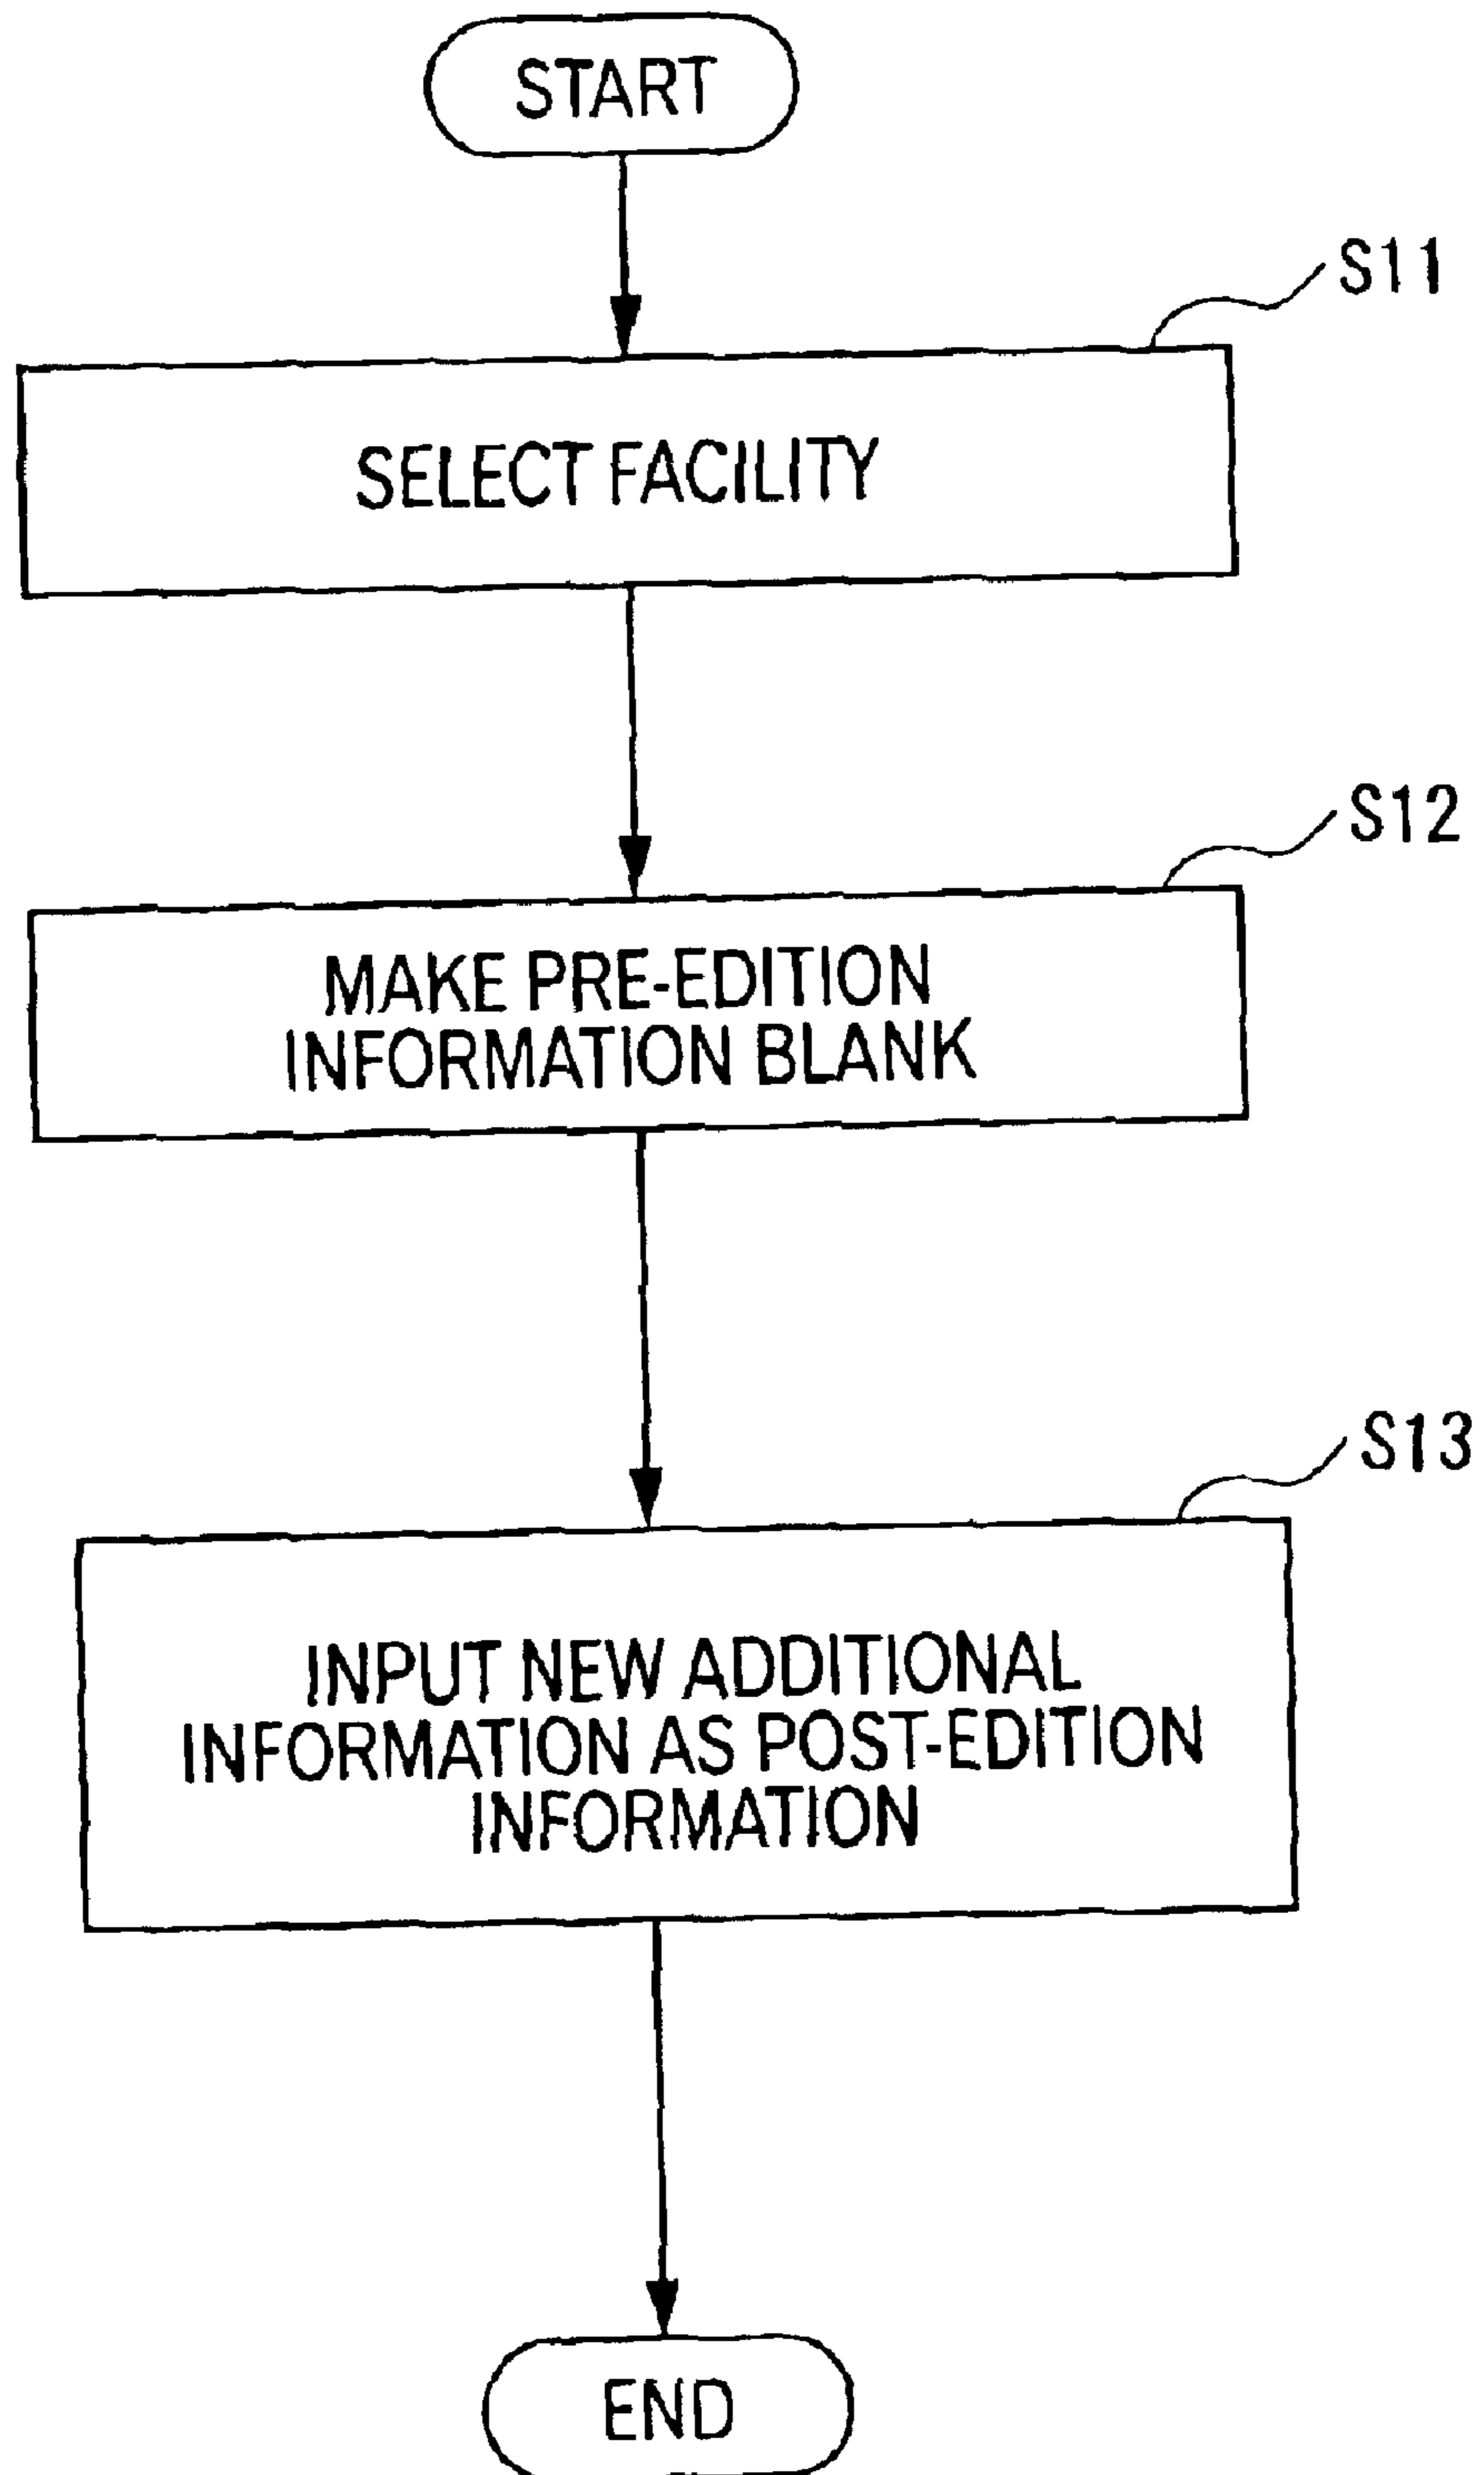 START
S11
SELECT FACILITY
S12
MAKE PRE-EDITION
INFORMATION BLANK
S13
INPUT NEW ADDITIONAL
INFORMATION AS POST-EDITION
INFORMATION
END